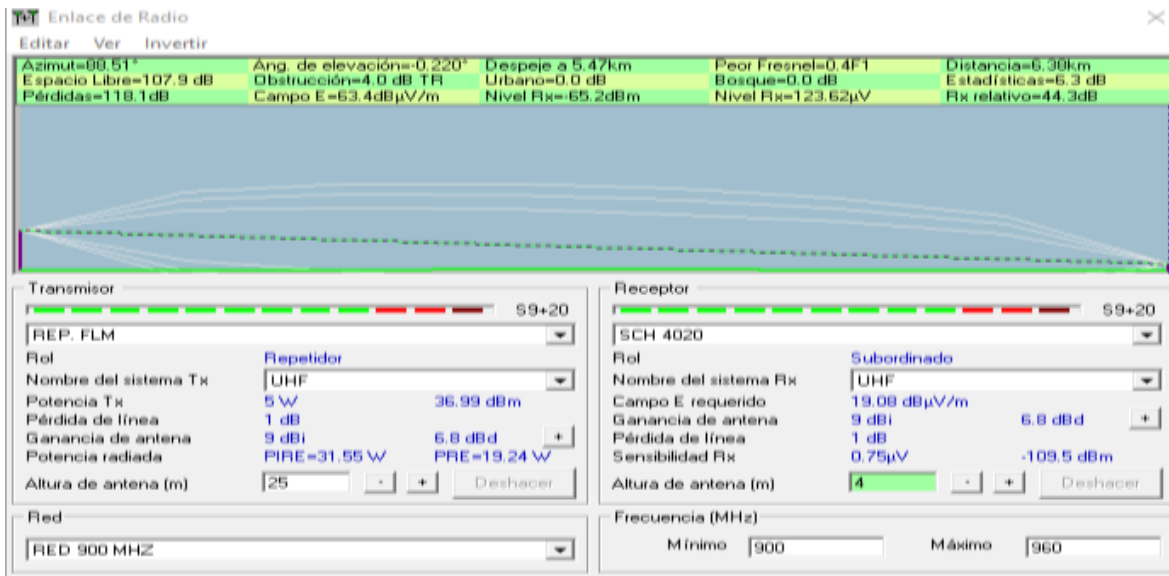 Enlace de Radio
Editar Ver Invertir
Azimut=88.51° Ang. de elevación=-0.220° Despeje a 5.47km Peor Fresnel=0.4F1 Distancia=6.38km
Espacio Libre=107.9 dB Obstrucción=4.0 dB TR Urbano=0.0 dB Bosque=0.0 dB Estadísticas=6.3 dB
Pérdidas=118.1dB Campo E=63.4dBµV/m Nivel Rx=-65.2dBm Nivel Rx=123.62µV Rx relativo=44.3dB
Transmisor
S9+20
REP. FLM
Rol Repetidor
Nombre del sistema Tx UHF
Potencia Tx 5 W 36.99 dBm
Pérdida de línea 1 dB
Ganancia de antena 9 dBi 6.8 dBd +
Potencia radiada PIRE=31.55 W PRE=19.24 W
Altura de antena (m) 25 - + Deshacer
Red
RED 900 MHZ
Receptor
S9+20
SCH 4020
Rol Subordinado
Nombre del sistema Rx UHF
Campo E requerido 19.08 dBµV/m
Ganancia de antena 9 dBi 6.8 dBd +
Pérdida de línea 1 dB
Sensibilidad Rx 0.75µV -109.5 dBm
Altura de antena (m) 4 - + Deshacer
Frecuencia (MHz)
Mínimo 900 Máximo 960